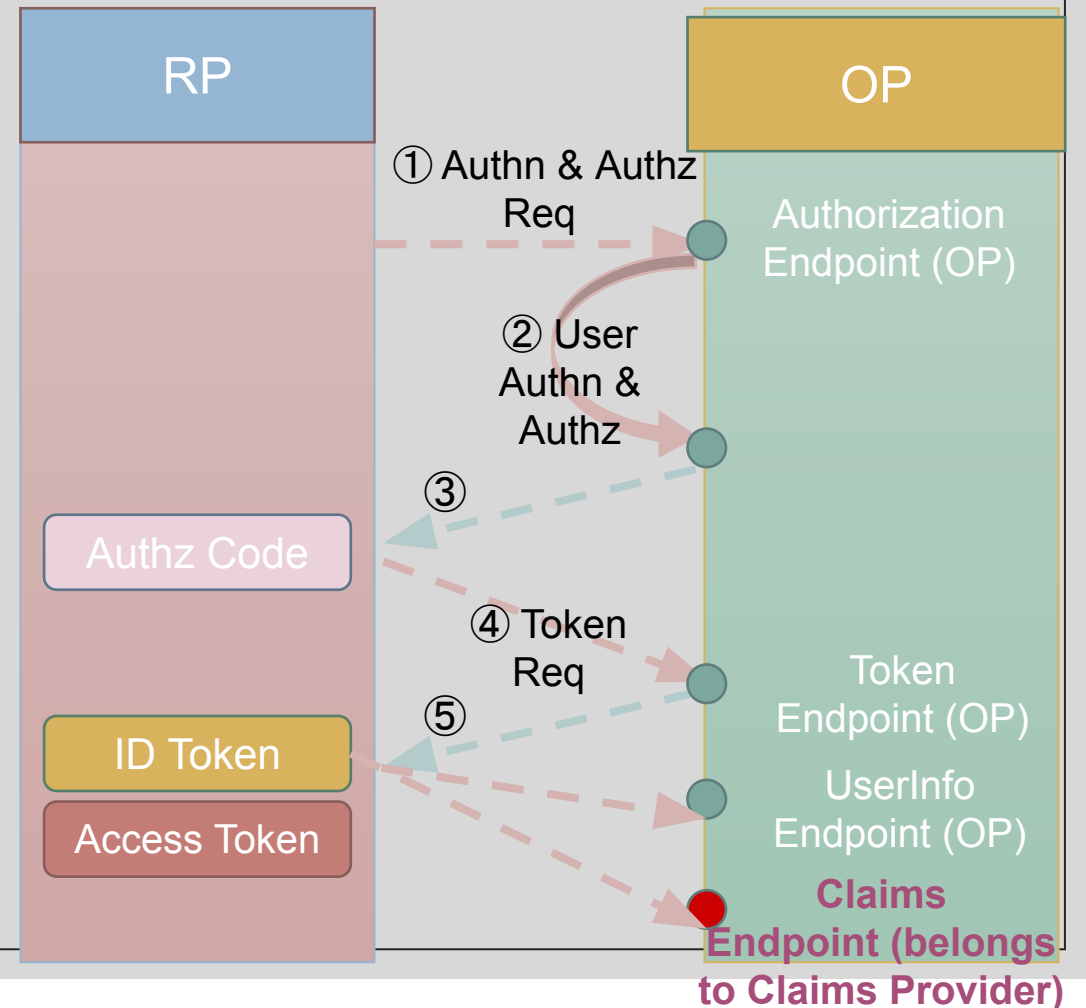 RP
OP
① Authn & Authz
Req
Authorization
Endpoint (OP)
② User
Authn &
Authz
③
Authz Code
④ Token
Req
Token
Endpoint (OP)
⑤
ID Token
UserInfo
Endpoint (OP)
Access Token
Claims
Endpoint (belongs
to Claims Provider)